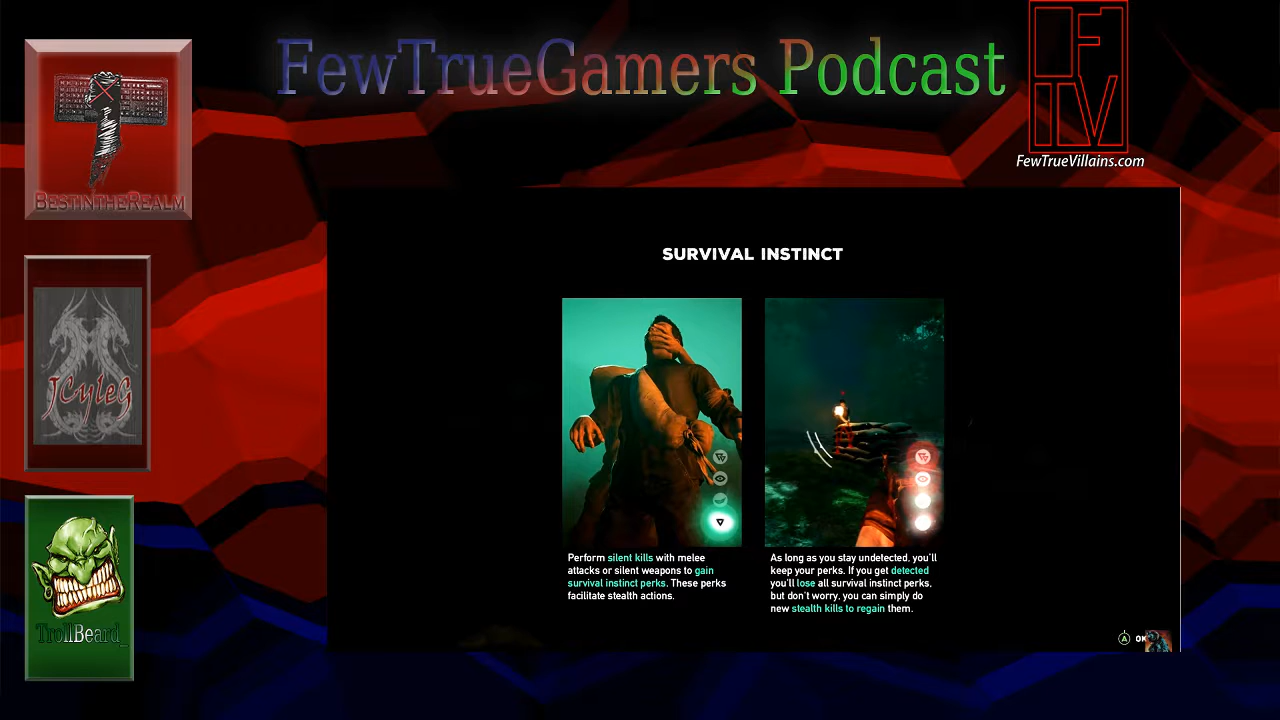 FewTrueGamers Podcast
FewTrueVillains.com
BestintheRealm
SURVIVAL INSTINCT
JCyleG
Perform silent kills with melee
attacks or silent weapons to gain
survival instinct perks. These perks
facilitate stealth actions.
As long as you stay undetected, you'll
keep your perks. If you get detected
you'll lose all survival instinct perks,
but don't worry, you can simply do
new stealth kills to regain them.
TrollBeard_
A OK